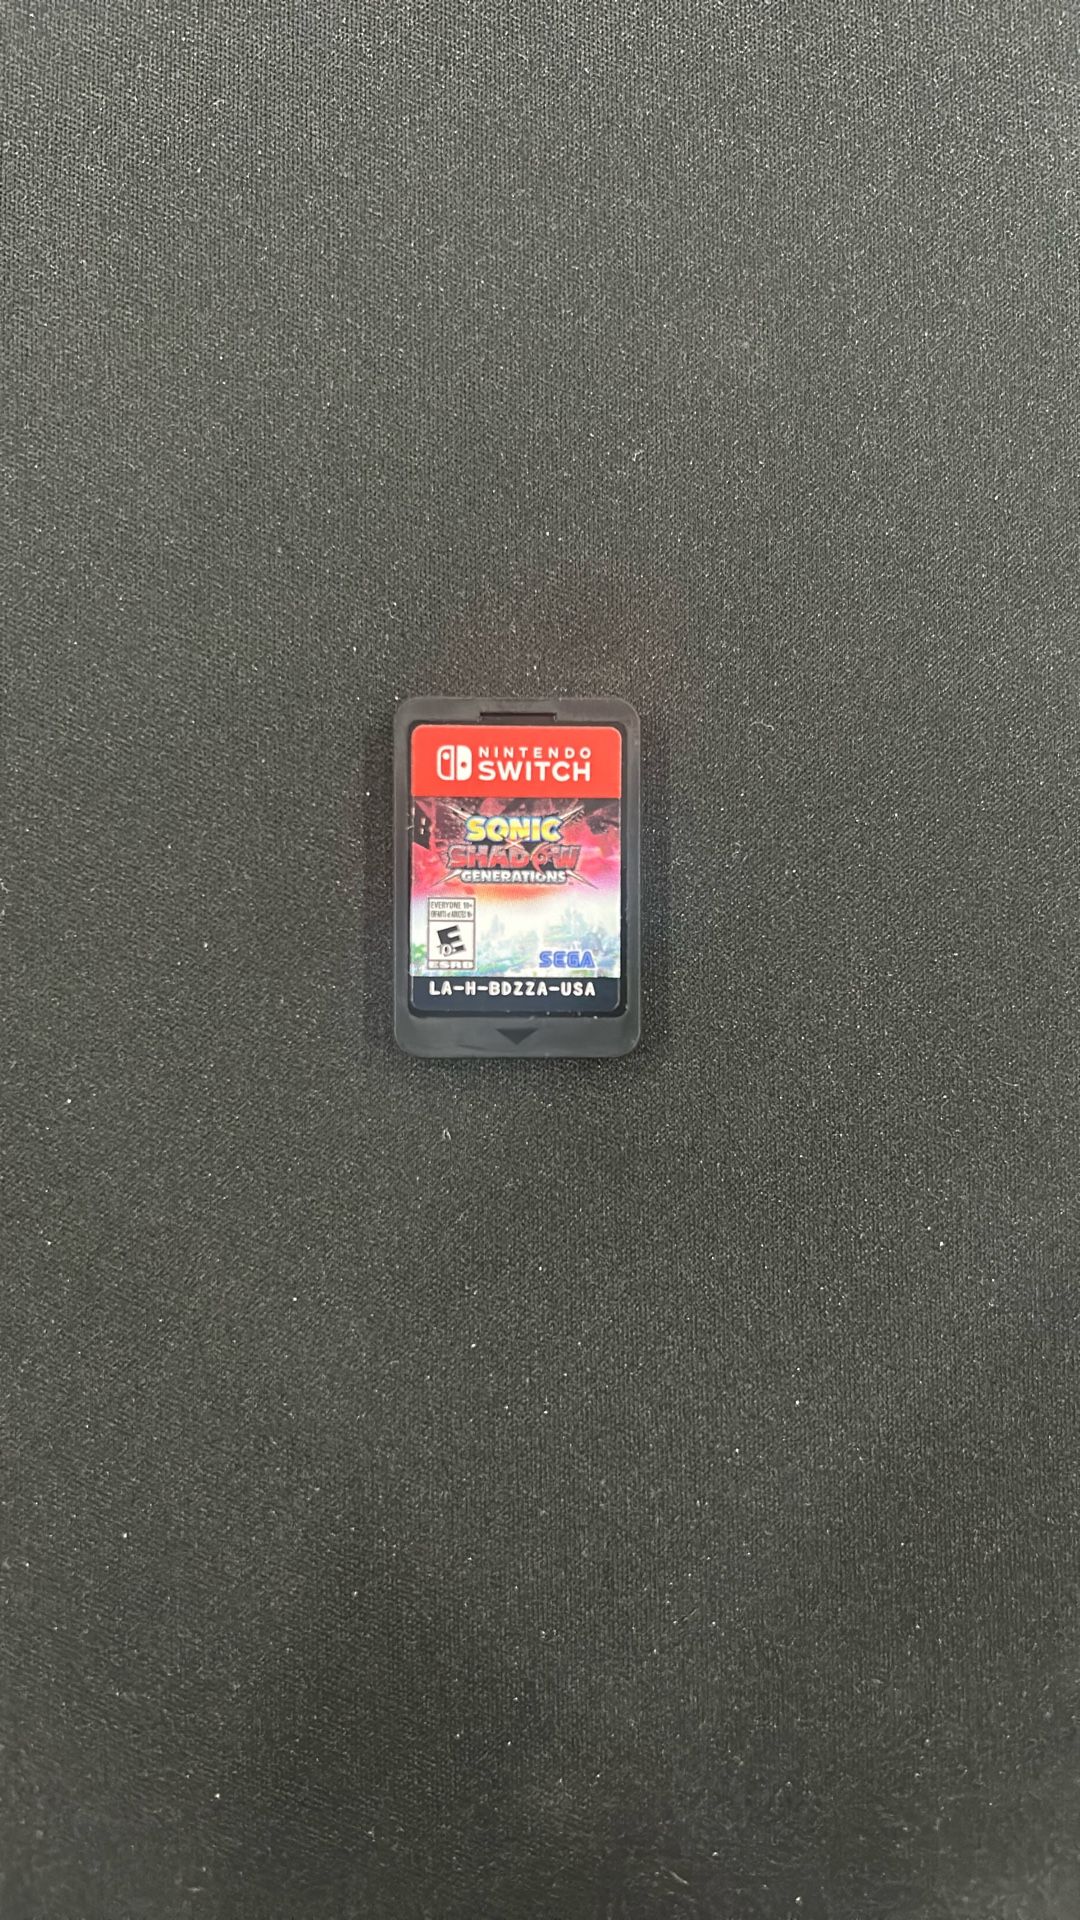 NINTENDO
SWITCH
SONIC
×
SHADOW
GENERATIONS
EVERYONE 10+
E
ESRB
SEGA
LA-H-BDZZA-USA